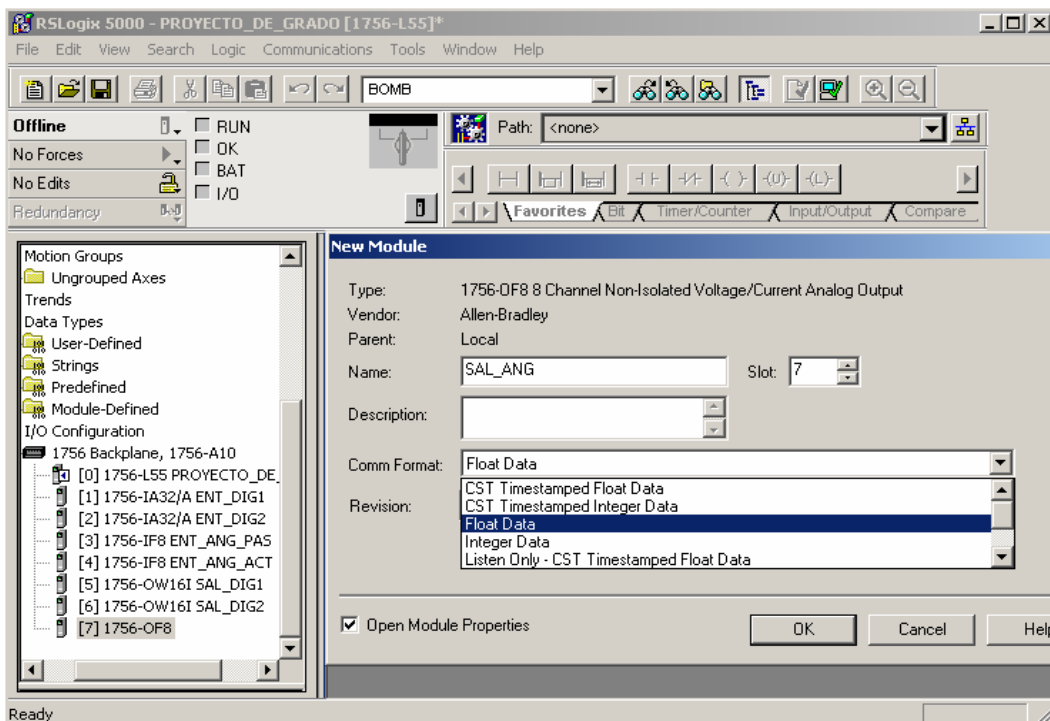 RSLogix 5000 - PROYECTO_DE_GRADO [1756-L55]*
File Edit View Search Logic Communications Tools Window Help
BOMB
Offline
RUN
No Forces
OK
No Edits
BAT
Redundancy
I/O
Path: <none>
Favorites Bit Timer/Counter Input/Output Compare
Motion Groups
Ungrouped Axes
Trends
Data Types
User-Defined
Strings
Predefined
Module-Defined
I/O Configuration
1756 Backplane, 1756-A10
[0] 1756-L55 PROYECTO_DE_
[1] 1756-IA32/A ENT_DIG1
[2] 1756-IA32/A ENT_DIG2
[3] 1756-IF8 ENT_ANG_PAS
[4] 1756-IF8 ENT_ANG_ACT
[5] 1756-OW16I SAL_DIG1
[6] 1756-OW16I SAL_DIG2
[7] 1756-OF8
New Module
Type: 1756-OF8 8 Channel Non-Isolated Voltage/Current Analog Output
Vendor: Allen-Bradley
Parent: Local
Name: SAL_ANG Slot: 7
Description:
Comm Format: Float Data
CST Timestamped Float Data
CST Timestamped Integer Data
Revision: Float Data
Integer Data
Listen Only - CST Timestamped Float Data
Open Module Properties
OK Cancel Help
Ready